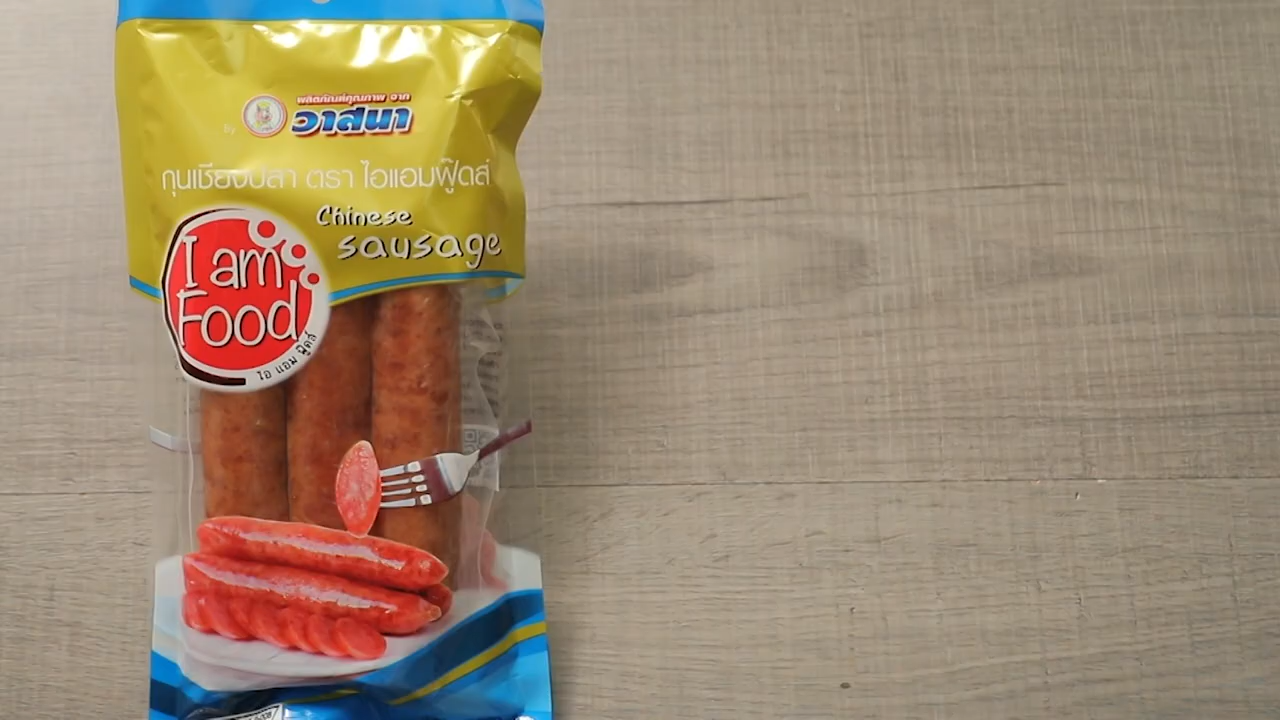 ผลิตภัณฑ์คุณภาพ จาก
By วาสนา
กุนเชียงปลา ตรา ไอแอมฟู๊ดส์
Chinese
sausage
I am
Food
ไอ แอม ฟู๊ดส์